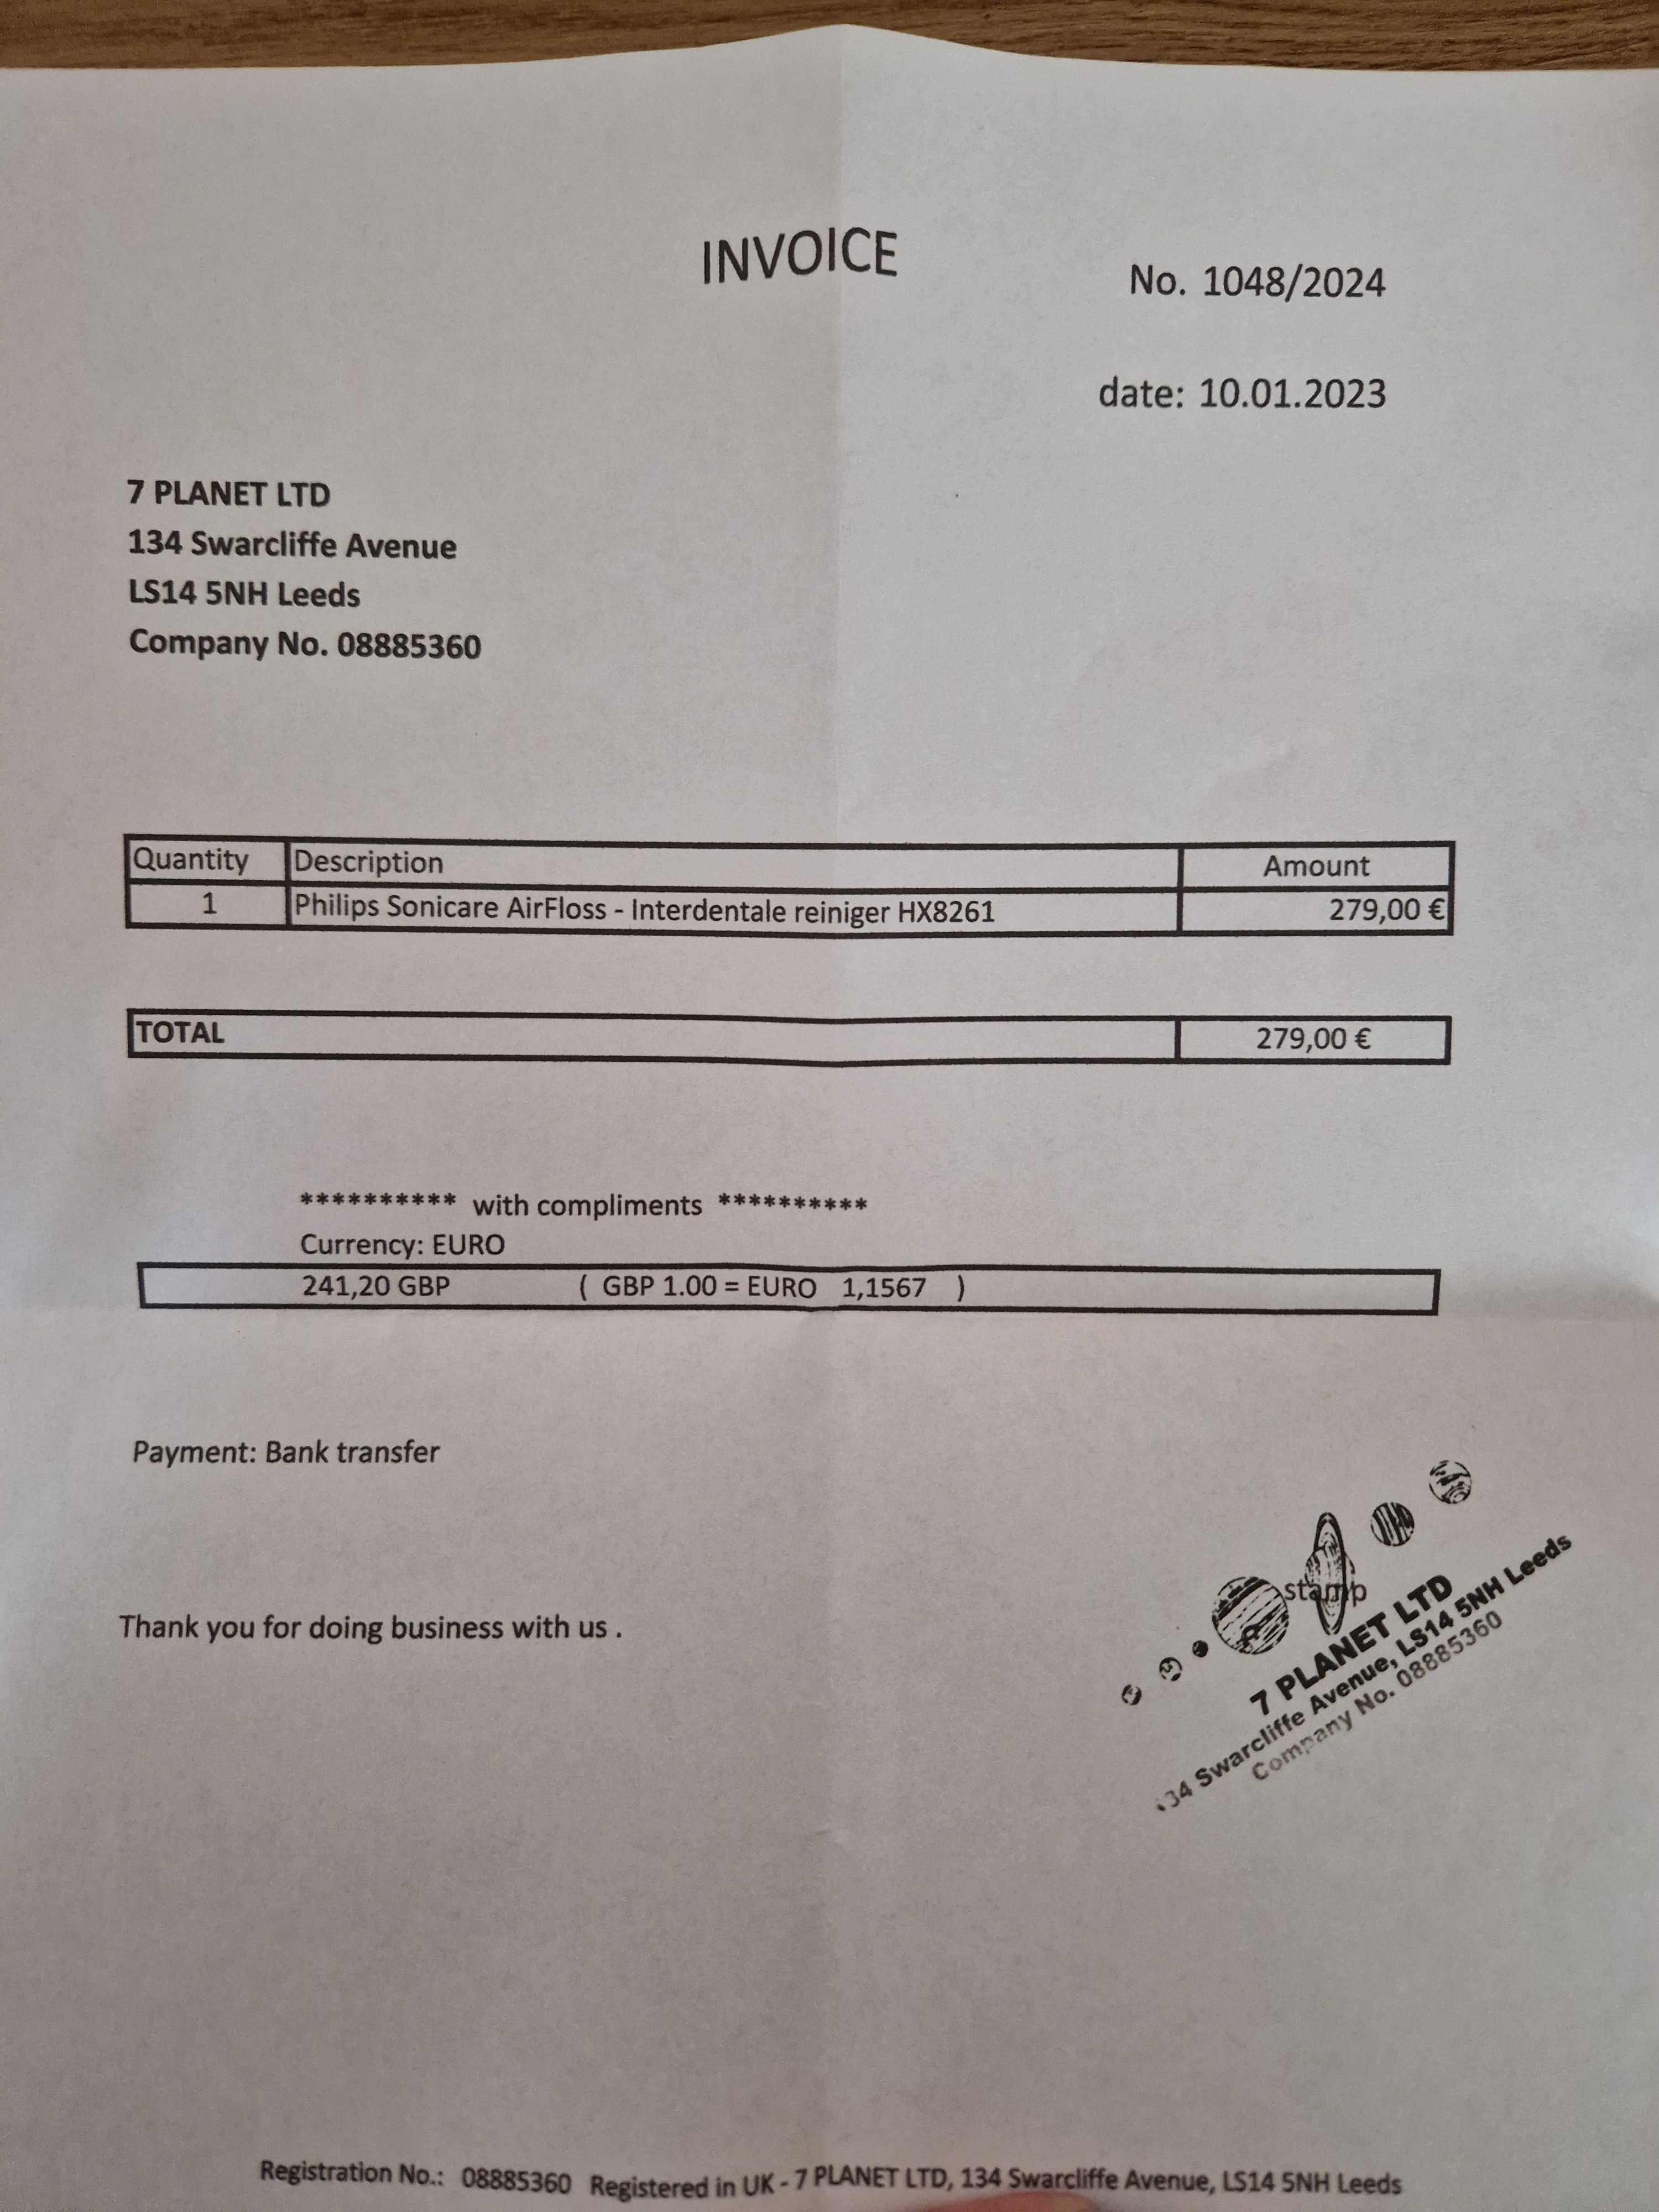 INVOICE
No. 1048/2024
date: 10.01.2023
7 PLANET LTD
134 Swarcliffe Avenue
LS14 5NH Leeds
Company No. 08885360
Quantity Description Amount
1 Philips Sonicare AirFloss - Interdentale reiniger HX8261 279,00 €
TOTAL 279,00 €
********** with compliments **********
Currency: EURO
241,20 GBP ( GBP 1.00 = EURO 1,1567 )
Payment: Bank transfer
stamp
7 PLANET LTD
134 Swarcliffe Avenue, LS14 5NH Leeds
Company No. 08885360
Thank you for doing business with us .
Registration No.: 08885360 Registered in UK - 7 PLANET LTD, 134 Swarcliffe Avenue, LS14 5NH Leeds